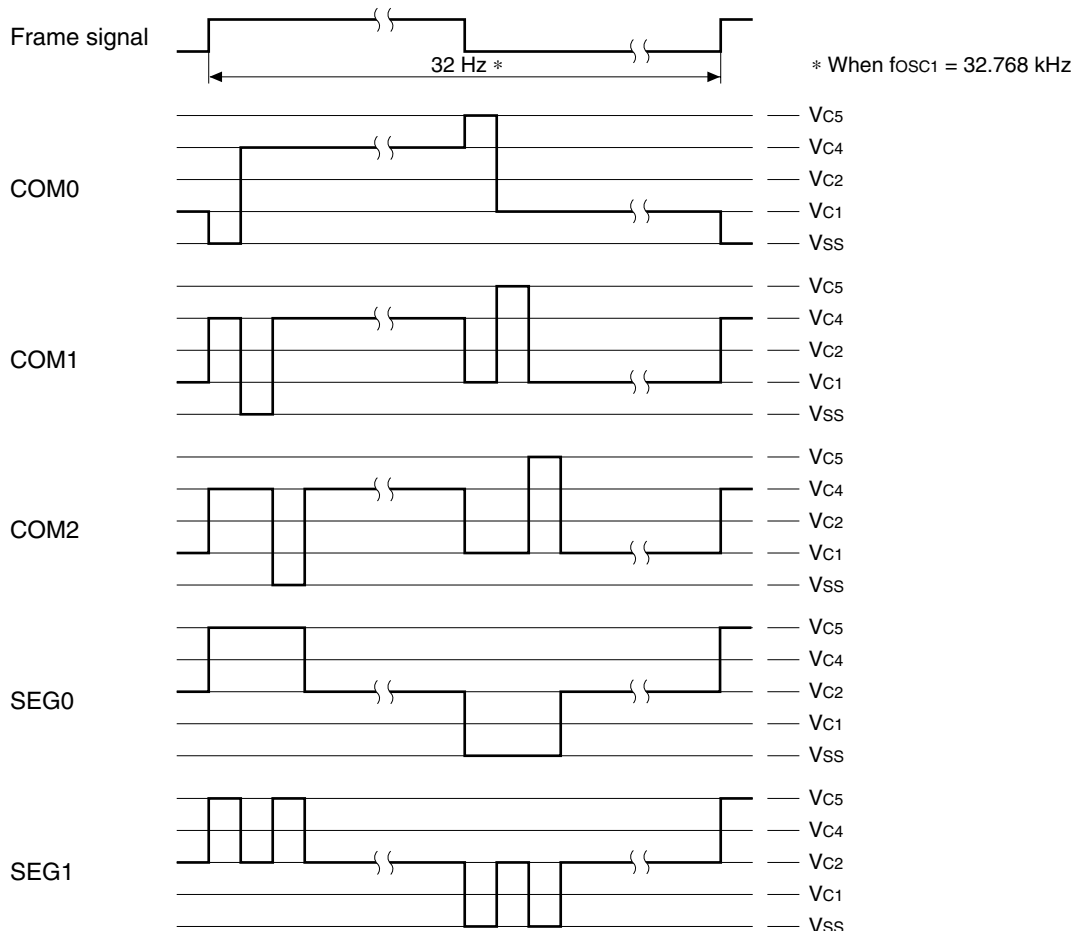 Frame signal
32 Hz *
* When fOSC1 = 32.768 kHz
COM0
VC5
VC4
VC2
VC1
VSS
COM1
VC5
VC4
VC2
VC1
VSS
COM2
VC5
VC4
VC2
VC1
VSS
SEG0
VC5
VC4
VC2
VC1
VSS
SEG1
VC5
VC4
VC2
VC1
VSS